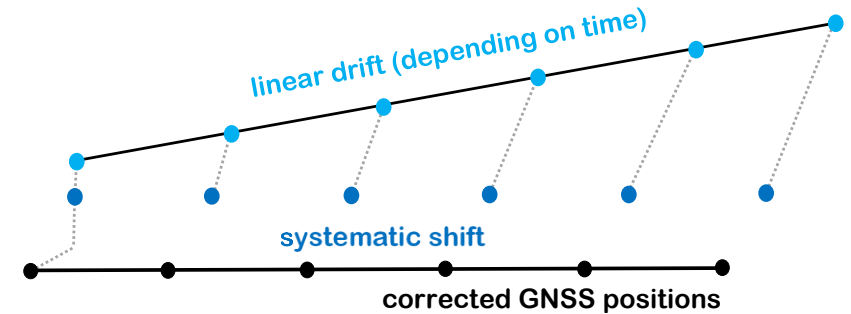 linear drift (depending on time)
systematic shift
corrected GNSS positions